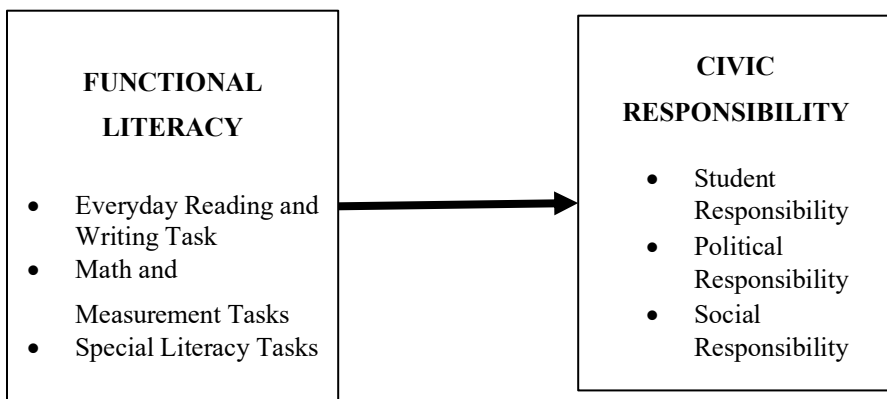 FUNCTIONAL
LITERACY
• Everyday Reading and
Writing Task
• Math and
Measurement Tasks
• Special Literacy Tasks
CIVIC
RESPONSIBILITY
• Student
Responsibility
• Political
Responsibility
• Social
Responsibility